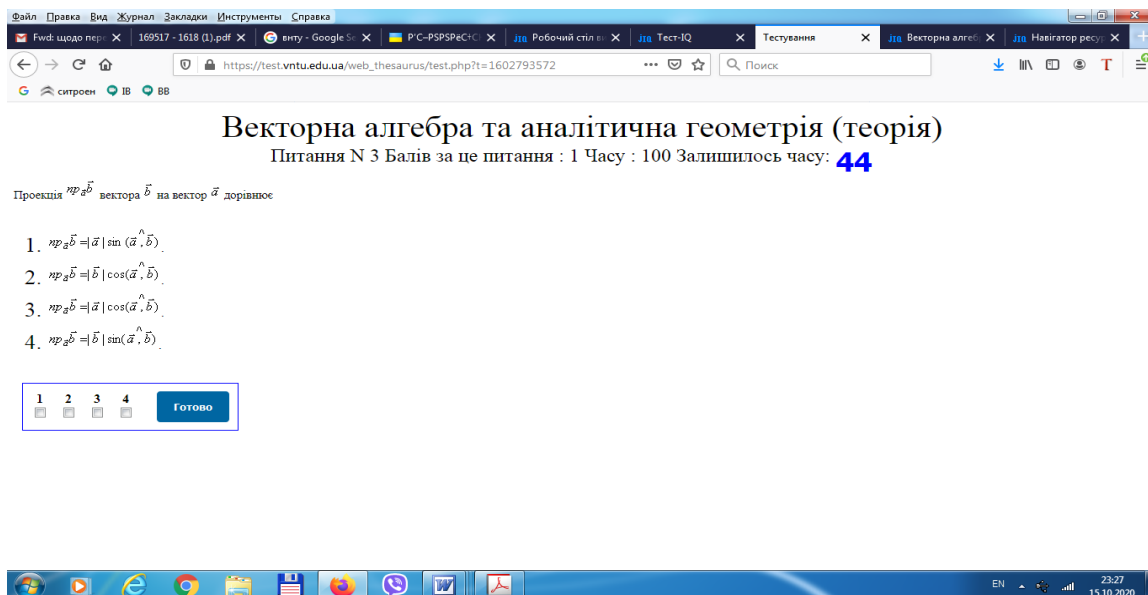 Файл Правка Вид Журнал Закладки Инструменты Справка
Fwd: щодо пере 169517 - 1618 (1).pdf внту - Google Se Р'С–PSPSPëC†C Робочий стіл ви Тест-IQ Тестування Векторна алгеб Навігатор ресур
https://test.vntu.edu.ua/web_thesaurus/test.php?t=1602793572 Поиск
ситроен ІВ ВВ
Векторна алгебра та аналітична геометрія (теорія)
Питання N 3 Балів за це питання : 1 Часу : 100 Залишилось часу: 44
Проекція пр_a⃗ b⃗ вектора b⃗ на вектор a⃗ дорівнює
1. пр_a⃗ b⃗ =| a⃗ | sin (a⃗ ,^ b⃗) .
2. пр_a⃗ b⃗ =| b⃗ | cos(a⃗ ,^ b⃗) .
3. пр_a⃗ b⃗ =| a⃗ | cos(a⃗ ,^ b⃗) .
4. пр_a⃗ b⃗ =| b⃗ | sin(a⃗ ,^ b⃗) .
1 2 3 4
Готово
EN 23:27
15.10.2020